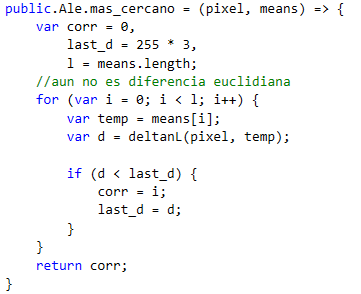 public.Ale.mas_cercano = (pixel, means) => {
    var corr = 0,
        last_d = 255 * 3,
        l = means.length;
    //aun no es diferencia euclidiana
    for (var i = 0; i < l; i++) {
        var temp = means[i];
        var d = deltanL(pixel, temp);

        if (d < last_d) {
            corr = i;
            last_d = d;
        }
    }
    return corr;
}